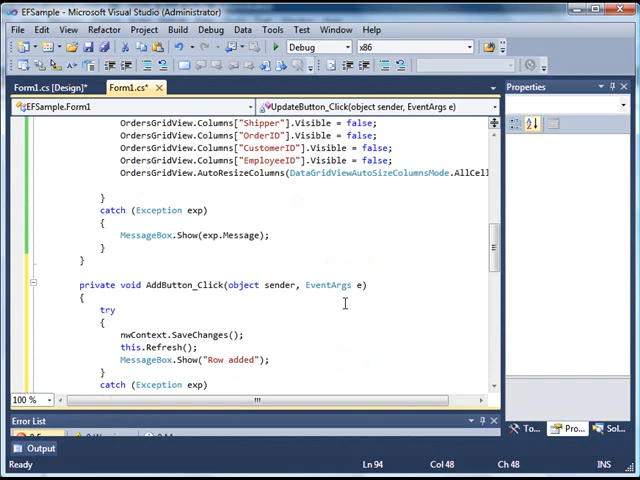 EFSample - Microsoft Visual Studio (Administrator)
File Edit View Refactor Project Build Debug Data Tools Test Window Help
Debug x86
Form1.cs [Design]* Form1.cs*
EFSample.Form1 UpdateButton_Click(object sender, EventArgs e)
OrdersGridView.Columns["Shipper"].Visible = false;
OrdersGridView.Columns["OrderID"].Visible = false;
OrdersGridView.Columns["CustomerID"].Visible = false;
OrdersGridView.Columns["EmployeeID"].Visible = false;
OrdersGridView.AutoResizeColumns(DataGridViewAutoSizeColumnsMode.AllCell
}
catch (Exception exp)
{
MessageBox.Show(exp.Message);
}
}
private void AddButton_Click(object sender, EventArgs e)
{
try
{
nwContext.SaveChanges();
this.Refresh();
MessageBox.Show("Row added");
}
catch (Exception exp)
100 %
Error List
Output
Properties
To... Pro... Sol...
Ready Ln 94 Col 48 Ch 48 INS